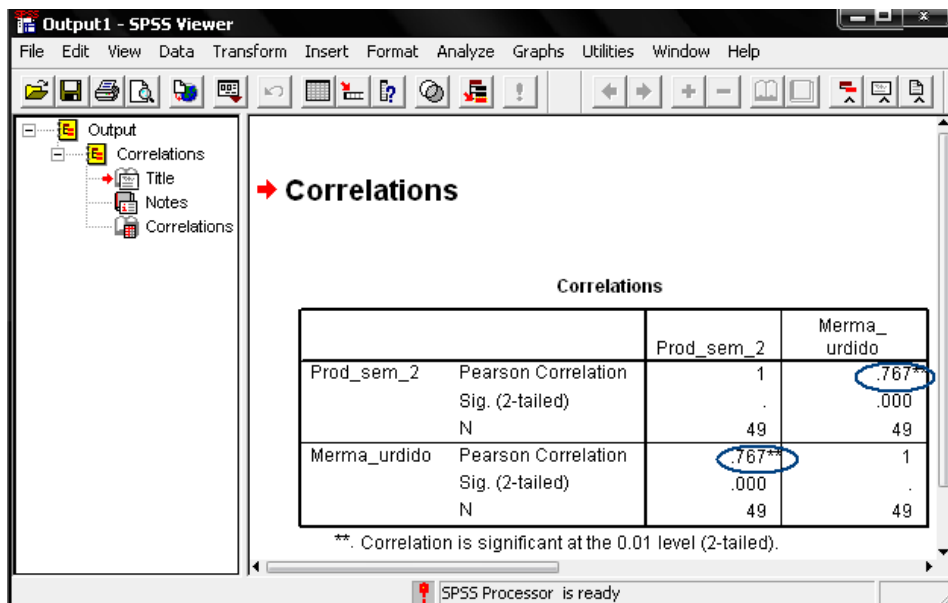 Output1 - SPSS Viewer
File Edit View Data Transform Insert Format Analyze Graphs Utilities Window Help
Output
Correlations
Title
Notes
Correlations
Correlations
Correlations
Prod_sem_2 Merma_
urdido
Prod_sem_2 Pearson Correlation 1 .767**
Sig. (2-tailed) . .000
N 49 49
Merma_urdido Pearson Correlation .767** 1
Sig. (2-tailed) .000 .
N 49 49
**. Correlation is significant at the 0.01 level (2-tailed).
SPSS Processor is ready